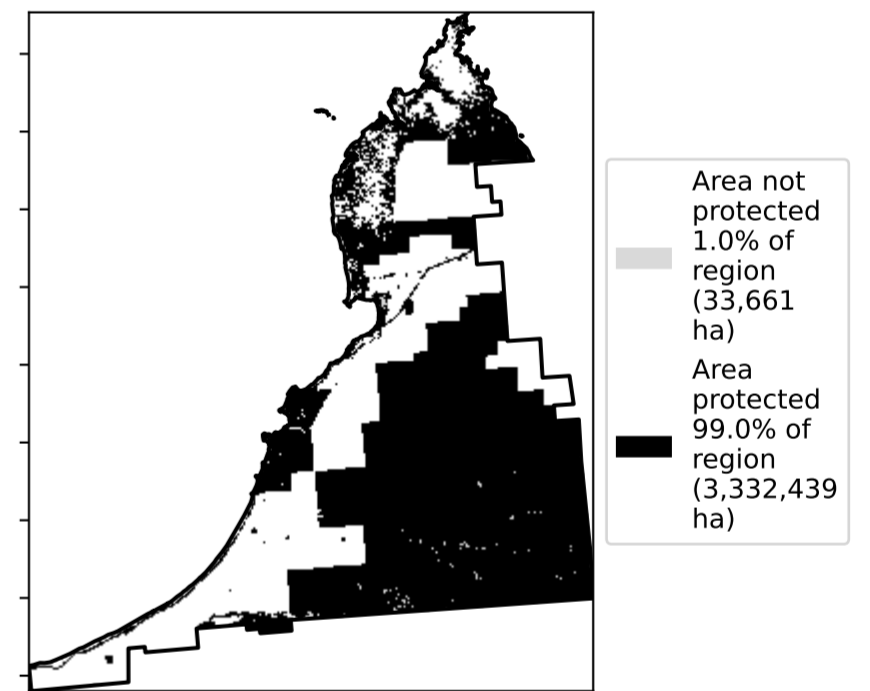 Area not
protected
1.0% of
region
(33,661
ha)
Area
protected
99.0% of
region
(3,332,439
ha)